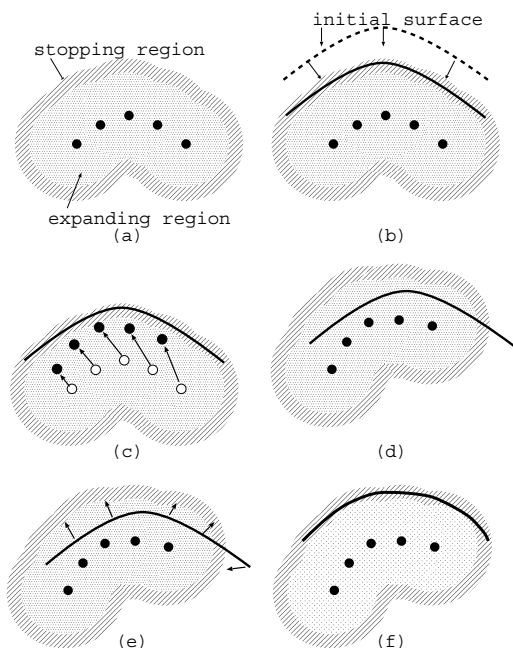 initial surface
stopping region
expanding region
(a)
(b)
(c)
(d)
(e)
(f)